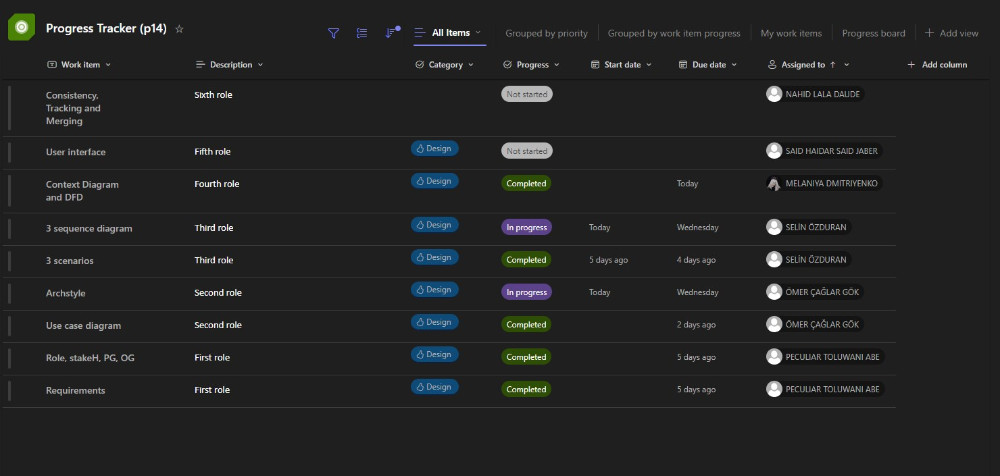 Progress Tracker (p14)
All Items
Grouped by priority
Grouped by work item progress
My work items
Progress board
Add view
Work item
Description
Category
Progress
Start date
Due date
Assigned to
Add column
Consistency,
Tracking and
Merging
Sixth role
Not started
NAHID LALA DAUDE
User interface
Fifth role
Design
Not started
SAID HAIDAR SAID JABER
Context Diagram
and DFD
Fourth role
Design
Completed
Today
MELANIYA DMITRIYENKO
3 sequence diagram
Third role
Design
In progress
Today
Wednesday
SELİN ÖZDURAN
3 scenarios
Third role
Design
Completed
5 days ago
4 days ago
SELİN ÖZDURAN
Archstyle
Second role
Design
In progress
Today
Wednesday
ÖMER ÇAĞLAR GÖK
Use case diagram
Second role
Design
Completed
2 days ago
ÖMER ÇAĞLAR GÖK
Role, stakeH, PG, OG
First role
Design
Completed
5 days ago
PECULIAR TOLUWANI ABE
Requirements
First role
Design
Completed
5 days ago
PECULIAR TOLUWANI ABE